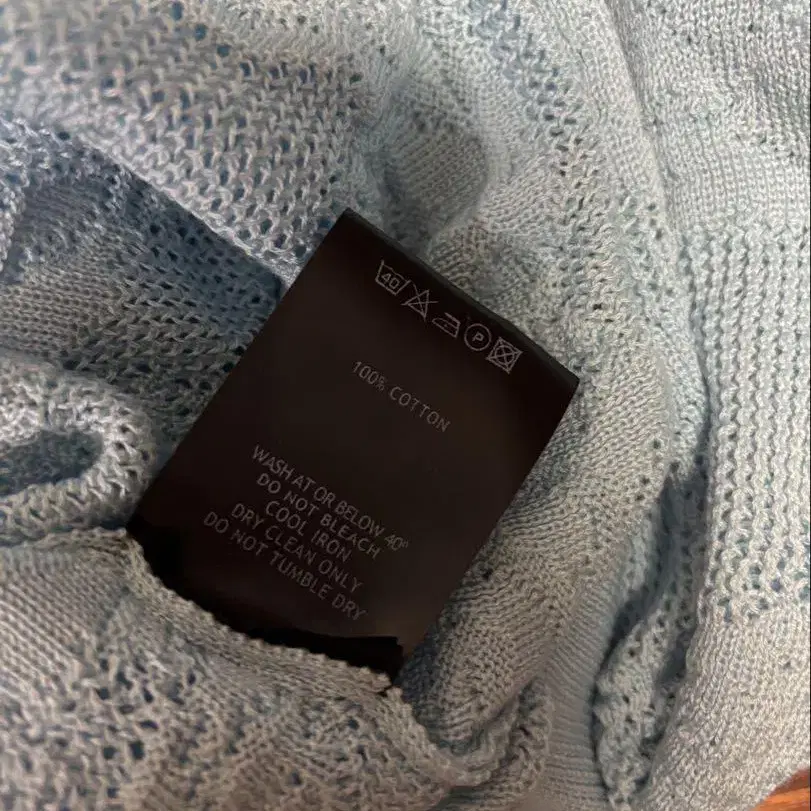 40 P
100% COTTON
WASH AT OR BELOW 40°
DO NOT BLEACH
COOL IRON
DRY CLEAN ONLY
DO NOT TUMBLE DRY